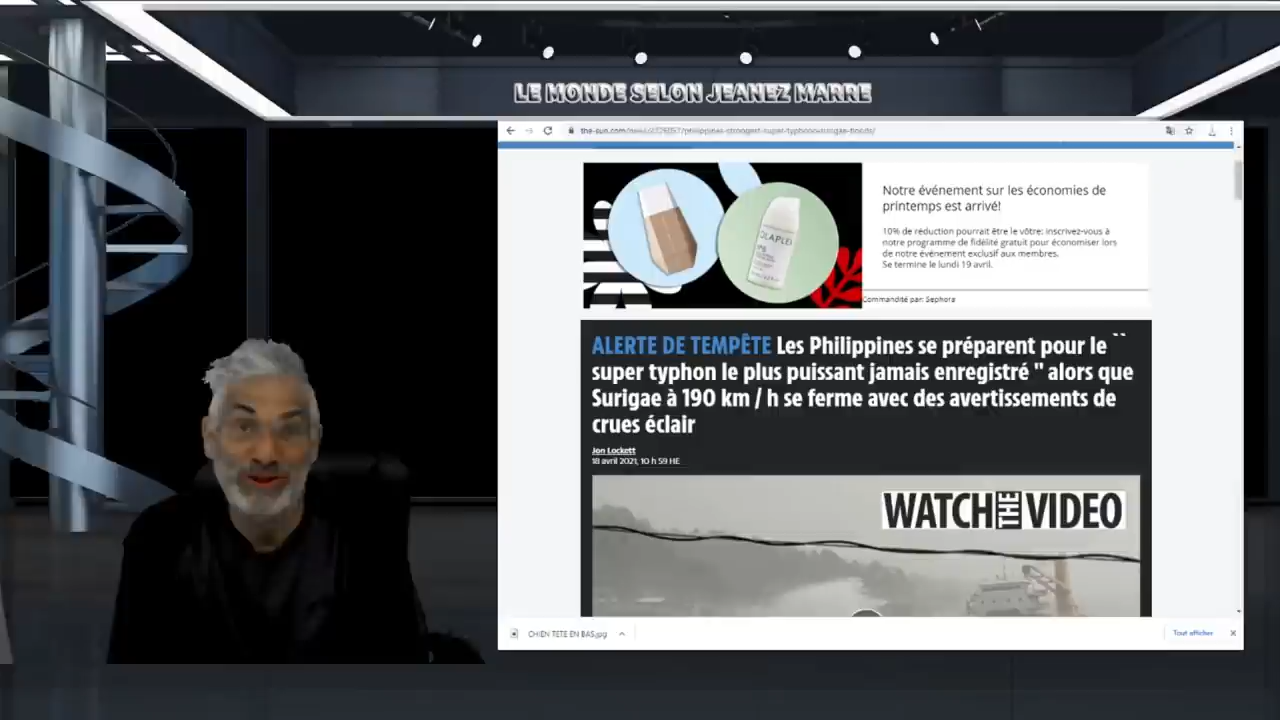 LE MONDE SELON JEANEZ MARRE
Notre événement sur les économies de
printemps est arrivé!
10% de réduction pourrait être le vôtre: inscrivez-vous à
notre programme de fidélité gratuit pour économiser lors
de notre événement exclusif aux membres.
Se termine le lundi 19 avril.
Commandité par: Sephora
ALERTE DE TEMPÊTE Les Philippines se préparent pour le ``
super typhon le plus puissant jamais enregistré '' alors que
Surigae à 190 km / h se ferme avec des avertissements de
crues éclair
Jon Lockett
18 avril 2021, 10 h 59 HE
WATCH THE VIDEO
CHIEN TETE EN BAS.jpg
Tout afficher